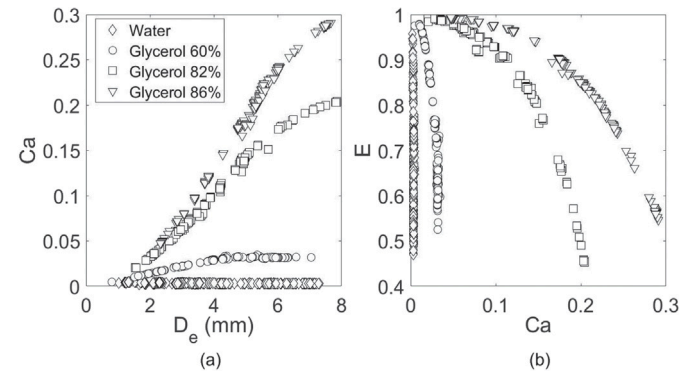 Water
Glycerol 60%
Glycerol 82%
Glycerol 86%
0.3
0.25
0.2
0.15
0.1
0.05
0
Ca
0 2 4 6 8
De (mm)
(a)
1
0.9
0.8
0.7
0.6
0.5
0.4
E
0 0.1 0.2 0.3
Ca
(b)